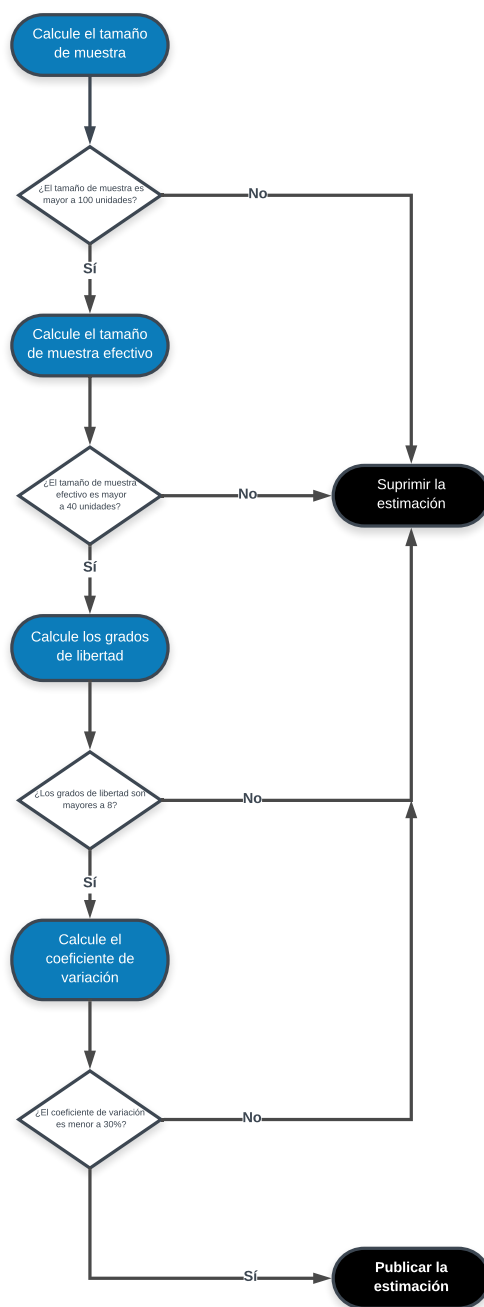 Calcule el tamaño
de muestra
¿El tamaño de muestra es
mayor a 100 unidades?
No
Sí
Calcule el tamaño
de muestra efectivo
¿El tamaño de muestra
efectivo es mayor
a 40 unidades?
No
Suprimir la
estimación
Sí
Calcule los grados
de libertad
¿Los grados de libertad son
mayores a 8?
No
Sí
Calcule el
coeficiente de
variación
¿El coeficiente de variación
es menor a 30%?
No
Sí
Publicar la
estimación